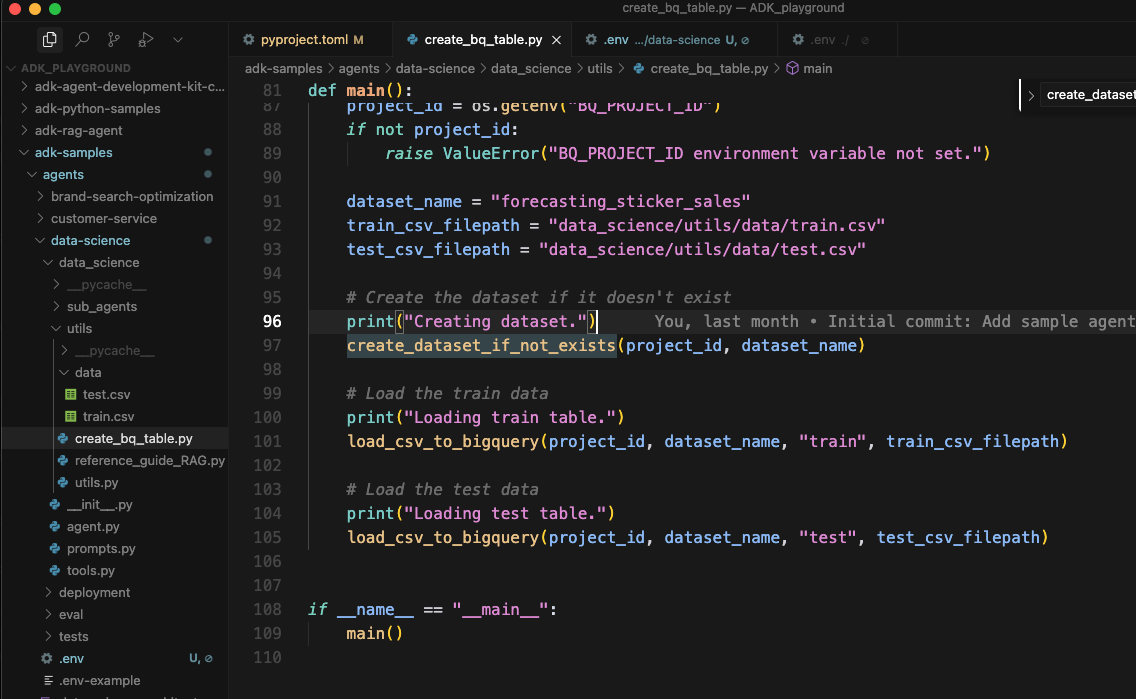 create_bq_table.py — ADK_playground
pyproject.toml M
create_bq_table.py
.env .../data-science U,
.env ./
ADK_PLAYGROUND
adk-agent-development-kit-c...
adk-python-samples
adk-rag-agent
adk-samples
agents
brand-search-optimization
customer-service
data-science
data_science
__pycache__
sub_agents
utils
__pycache__
data
test.csv
train.csv
create_bq_table.py
reference_guide_RAG.py
utils.py
__init__.py
agent.py
prompts.py
tools.py
deployment
eval
tests
.env U,
.env-example
adk-samples > agents > data-science > data_science > utils > create_bq_table.py > main
create_dataset
81 def main():
87 project_id = os.getenv("BQ_PROJECT_ID")
88 if not project_id:
89 raise ValueError("BQ_PROJECT_ID environment variable not set.")
90
91 dataset_name = "forecasting_sticker_sales"
92 train_csv_filepath = "data_science/utils/data/train.csv"
93 test_csv_filepath = "data_science/utils/data/test.csv"
94
95 # Create the dataset if it doesn't exist
96 print("Creating dataset.") You, last month • Initial commit: Add sample agent
97 create_dataset_if_not_exists(project_id, dataset_name)
98
99 # Load the train data
100 print("Loading train table.")
101 load_csv_to_bigquery(project_id, dataset_name, "train", train_csv_filepath)
102
103 # Load the test data
104 print("Loading test table.")
105 load_csv_to_bigquery(project_id, dataset_name, "test", test_csv_filepath)
106
107
108 if __name__ == "__main__":
109 main()
110